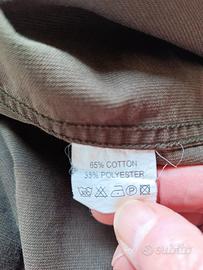 65% COTTON
35% POLYESTER
subito